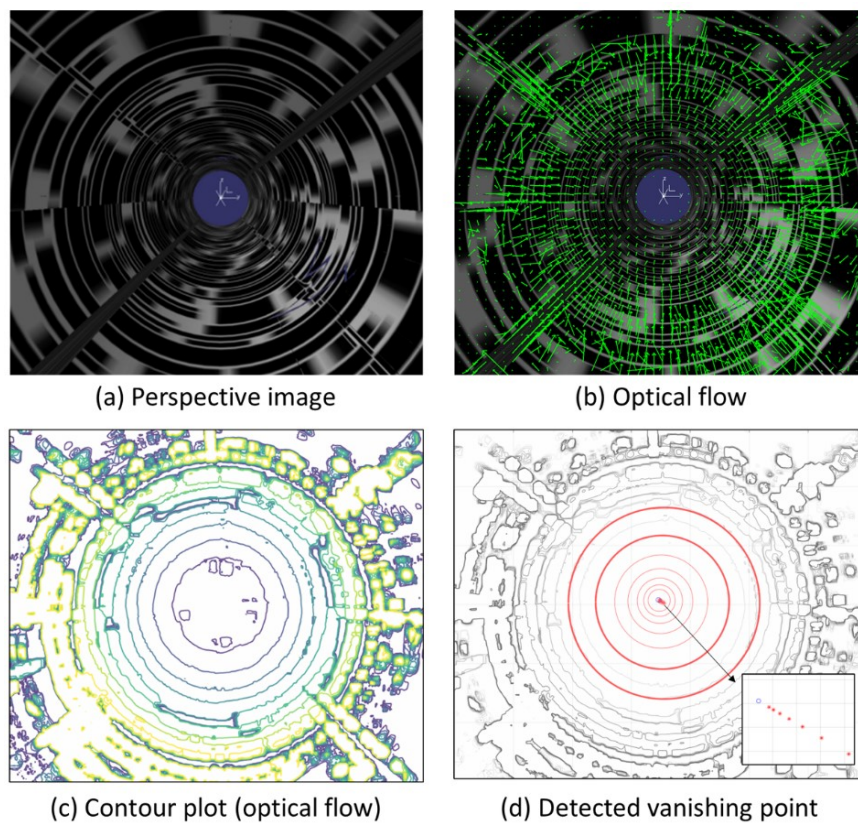 (a) Perspective image
(b) Optical flow
(c) Contour plot (optical flow)
(d) Detected vanishing point